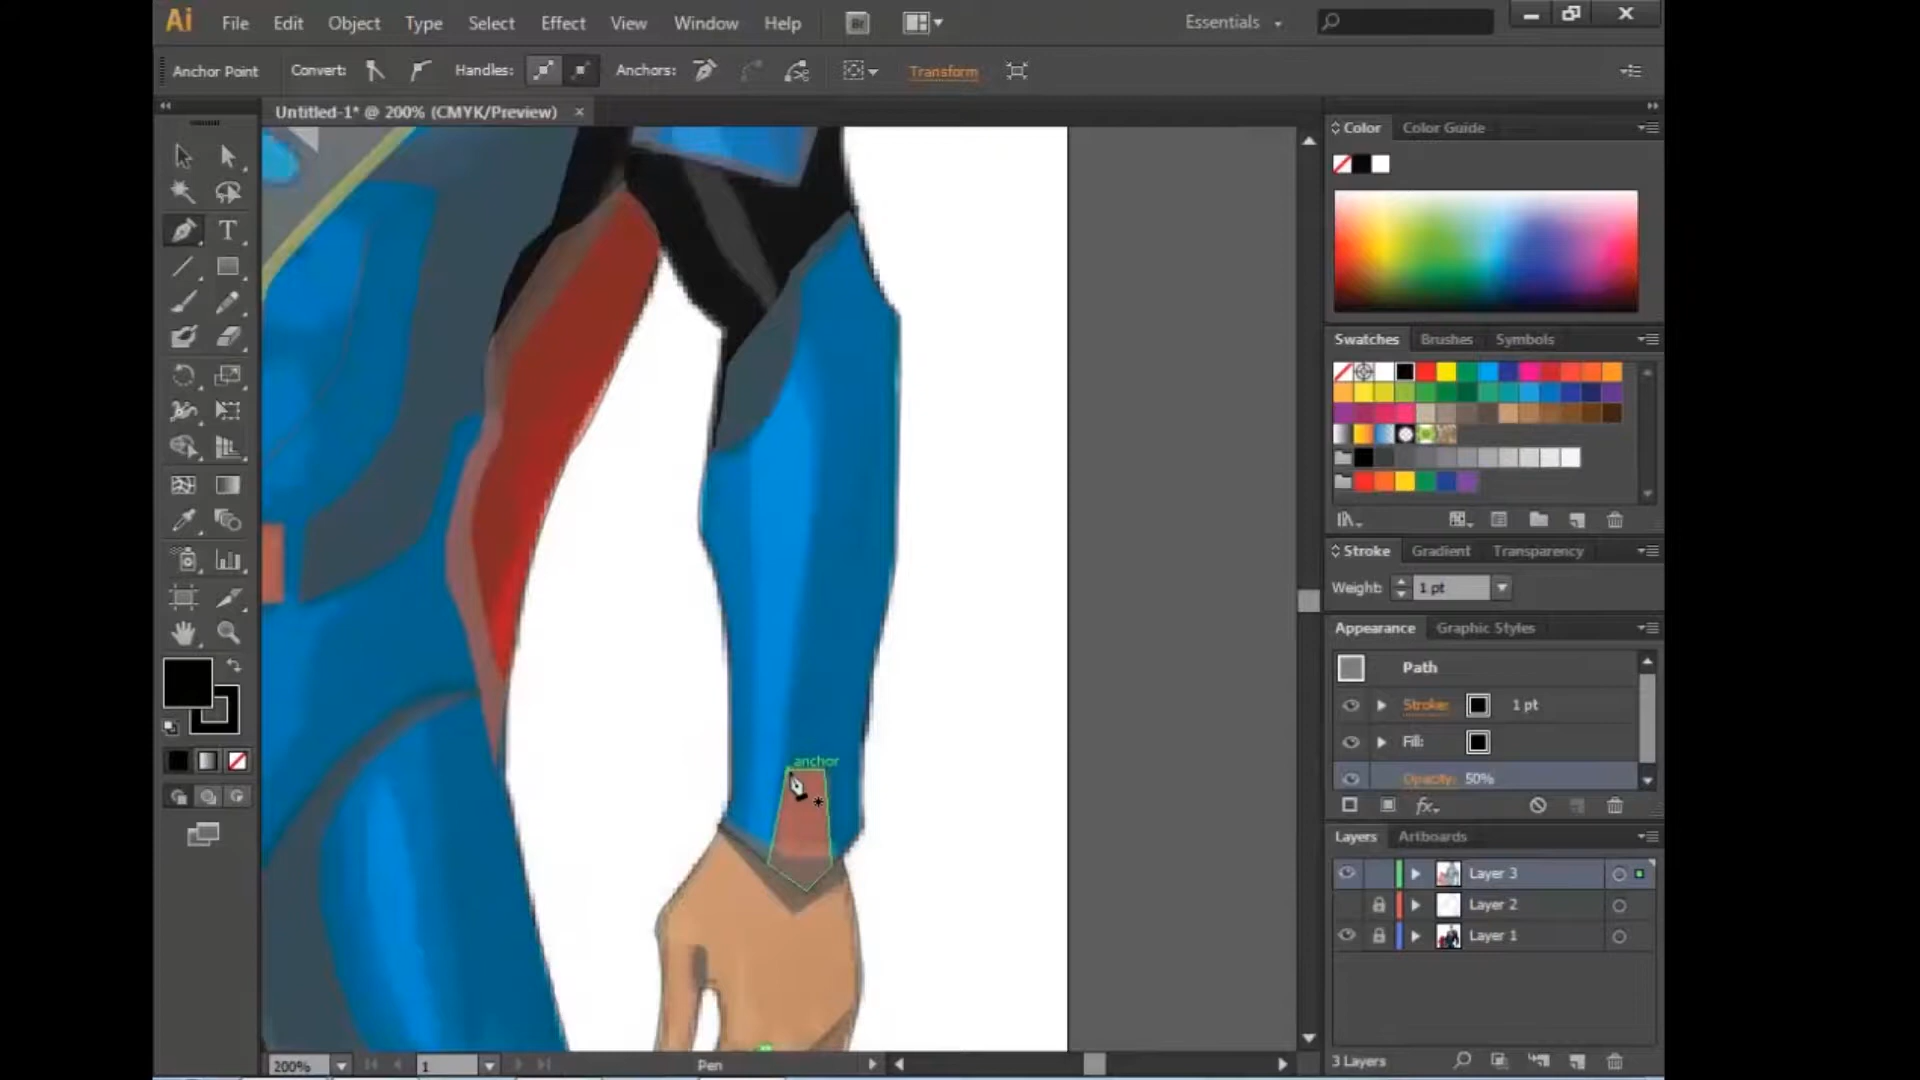 Ai File Edit Object Type Select Effect View Window Help Br Essentials
Anchor Point Convert: Handles: Anchors: Transform
Untitled-1* @ 200% (CMYK/Preview)
Color Color Guide
anchor
Swatches Brushes Symbols
Stroke Gradient Transparency
Weight: 1 pt
Appearance Graphic Styles
Path
Stroke: 1 pt
Fill:
Opacity: 50%
fx
Layers Artboards
Layer 3
Layer 2
Layer 1
3 Layers
200% 1 Pen